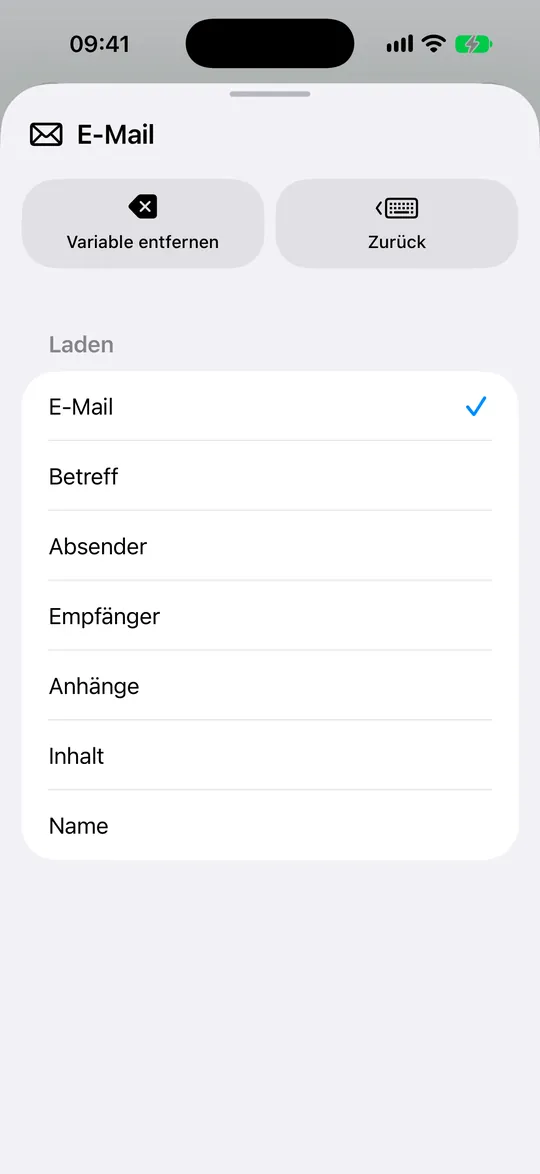 09:41
E-Mail
Variable entfernen
Zurück
Laden
E-Mail
Betreff
Absender
Empfänger
Anhänge
Inhalt
Name